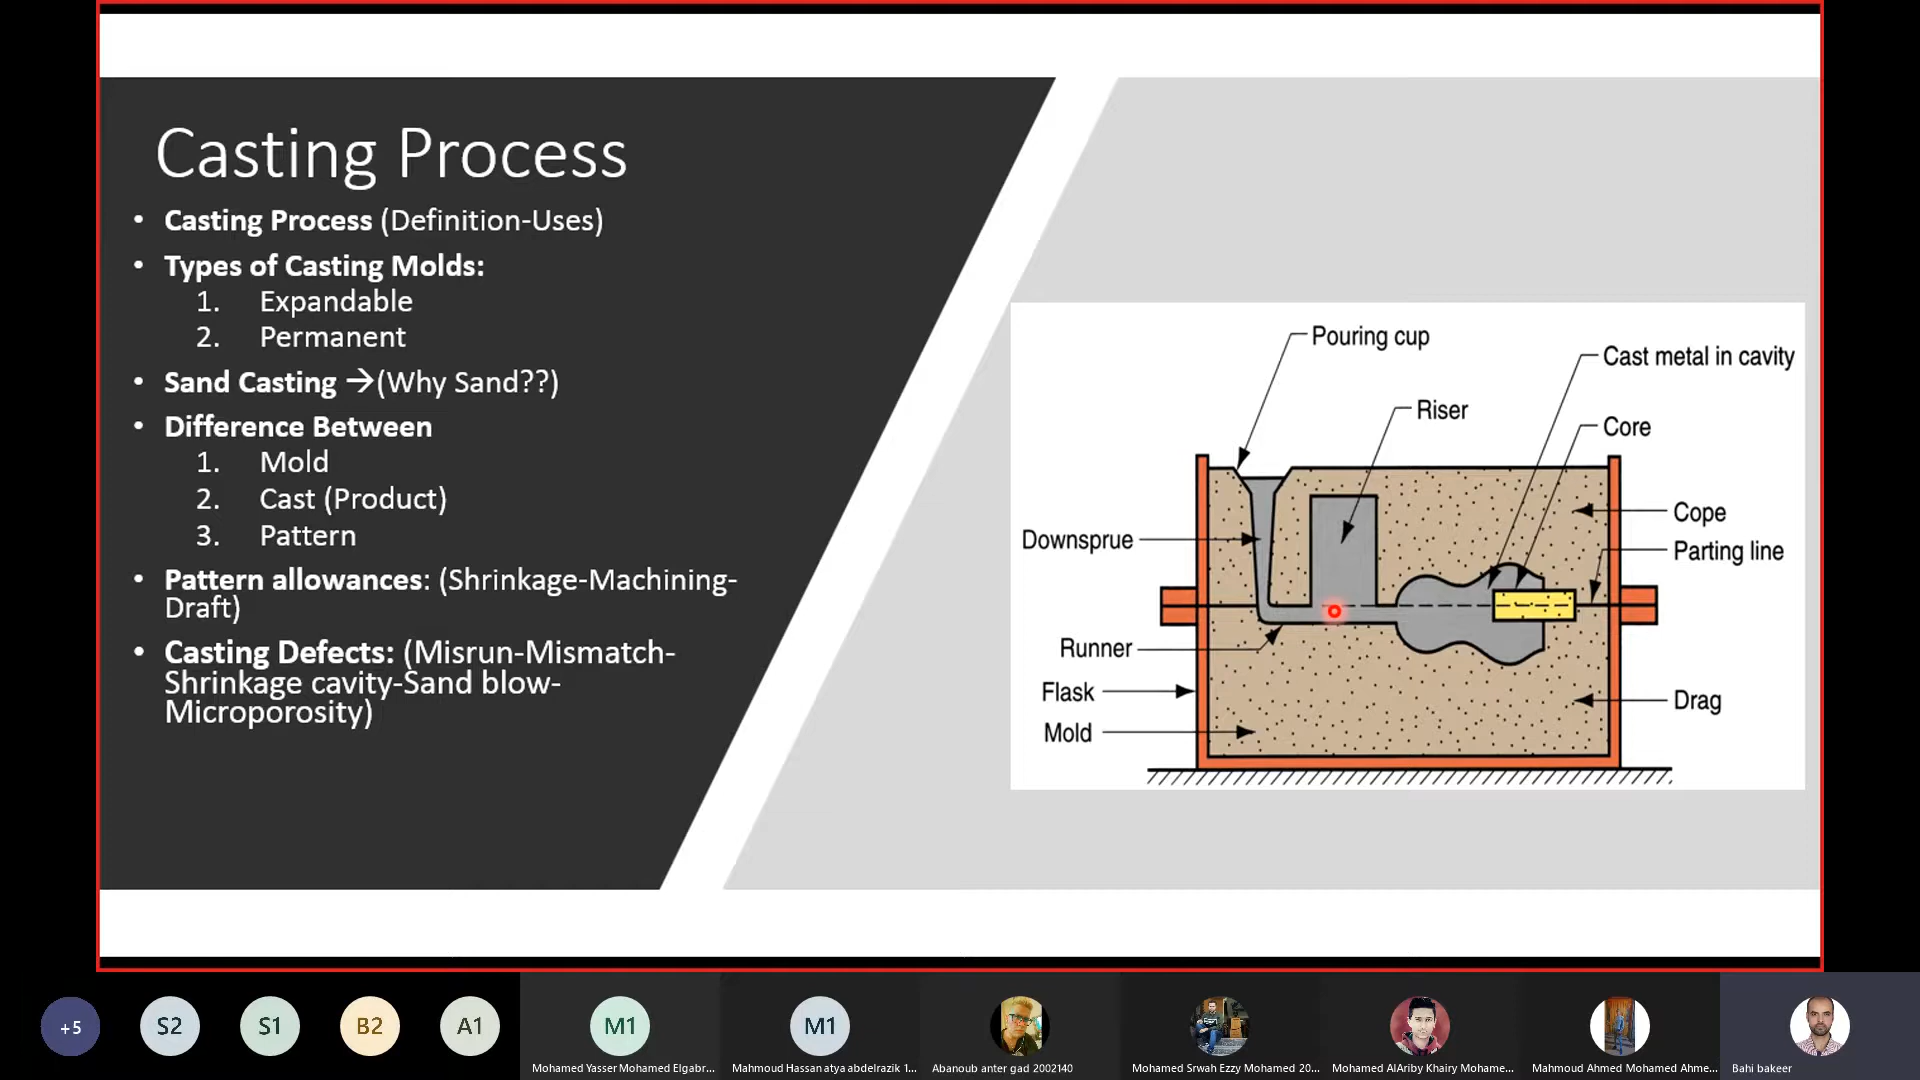 Casting Process
• Casting Process (Definition-Uses)
• Types of Casting Molds:
1. Expandable
2. Permanent
• Sand Casting →(Why Sand??)
• Difference Between
1. Mold
2. Cast (Product)
3. Pattern
• Pattern allowances: (Shrinkage-Machining-
Draft)
• Casting Defects: (Misrun-Mismatch-
Shrinkage cavity-Sand blow-
Microporosity)
Pouring cup
Cast metal in cavity
Riser
Core
Cope
Downsprue
Parting line
Runner
Flask
Drag
Mold
+5
S2
S1
B2
A1
M1
M1
Mohamed Yasser Mohamed Elgabr...
Mahmoud Hassan atya abdelrazik 1...
Abanoub anter gad 2002140
Mohamed Srwah Ezzy Mohamed 20...
Mohamed AlAriby Khairy Mohame...
Mahmoud Ahmed Mohamed Ahme...
Bahi bakeer